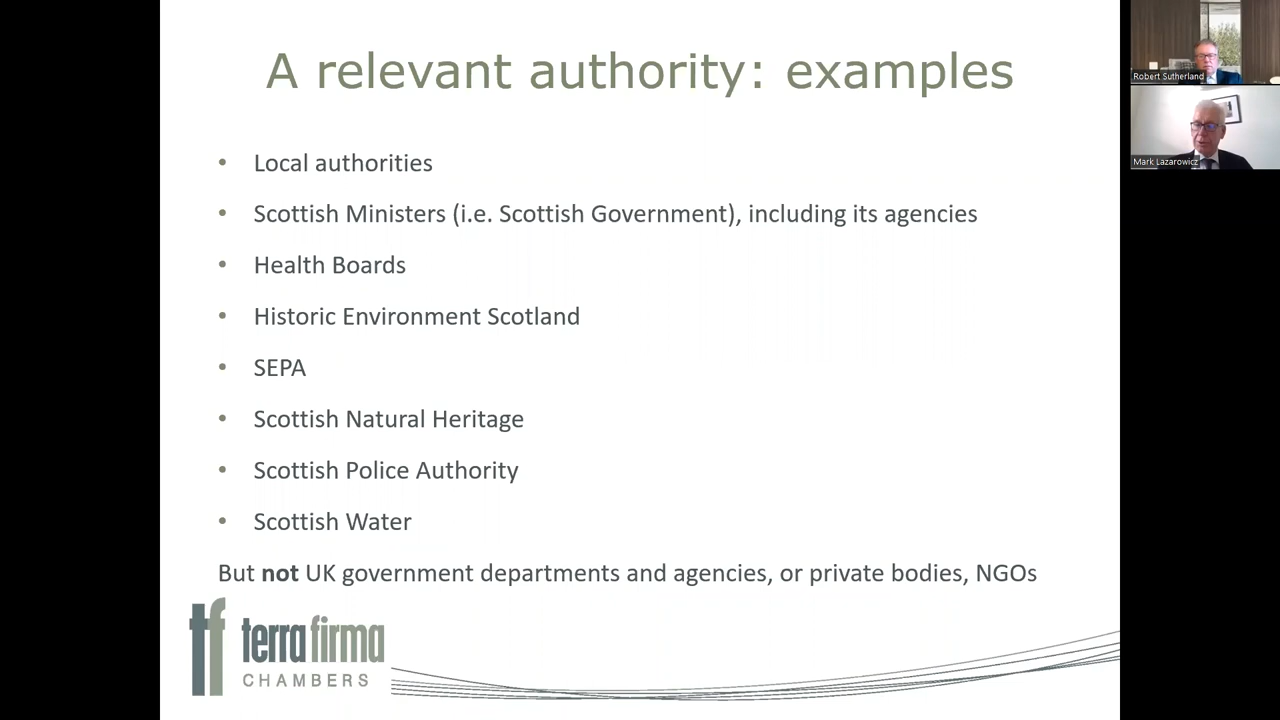 A relevant authority: examples
• Local authorities
• Scottish Ministers (i.e. Scottish Government), including its agencies
• Health Boards
• Historic Environment Scotland
• SEPA
• Scottish Natural Heritage
• Scottish Police Authority
• Scottish Water
But not UK government departments and agencies, or private bodies, NGOs
tf terra firma
CHAMBERS
Robert Sutherland
Mark Lazarowicz